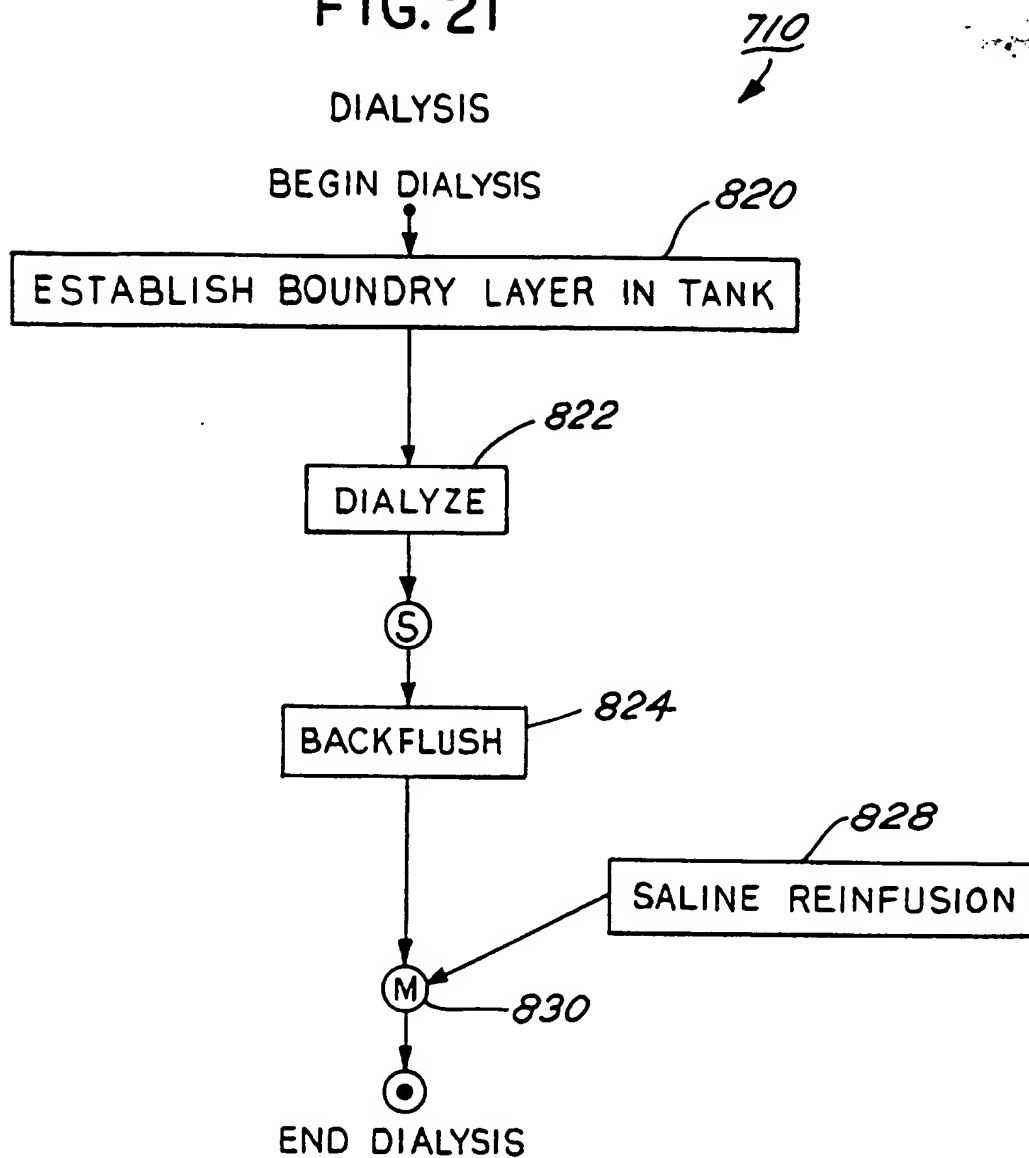 FIG. 21
710
DIALYSIS
BEGIN DIALYSIS
820
ESTABLISH BOUNDRY LAYER IN TANK
822
DIALYZE
S
824
BACKFLUSH
828
SALINE REINFUSION
M
830
END DIALYSIS